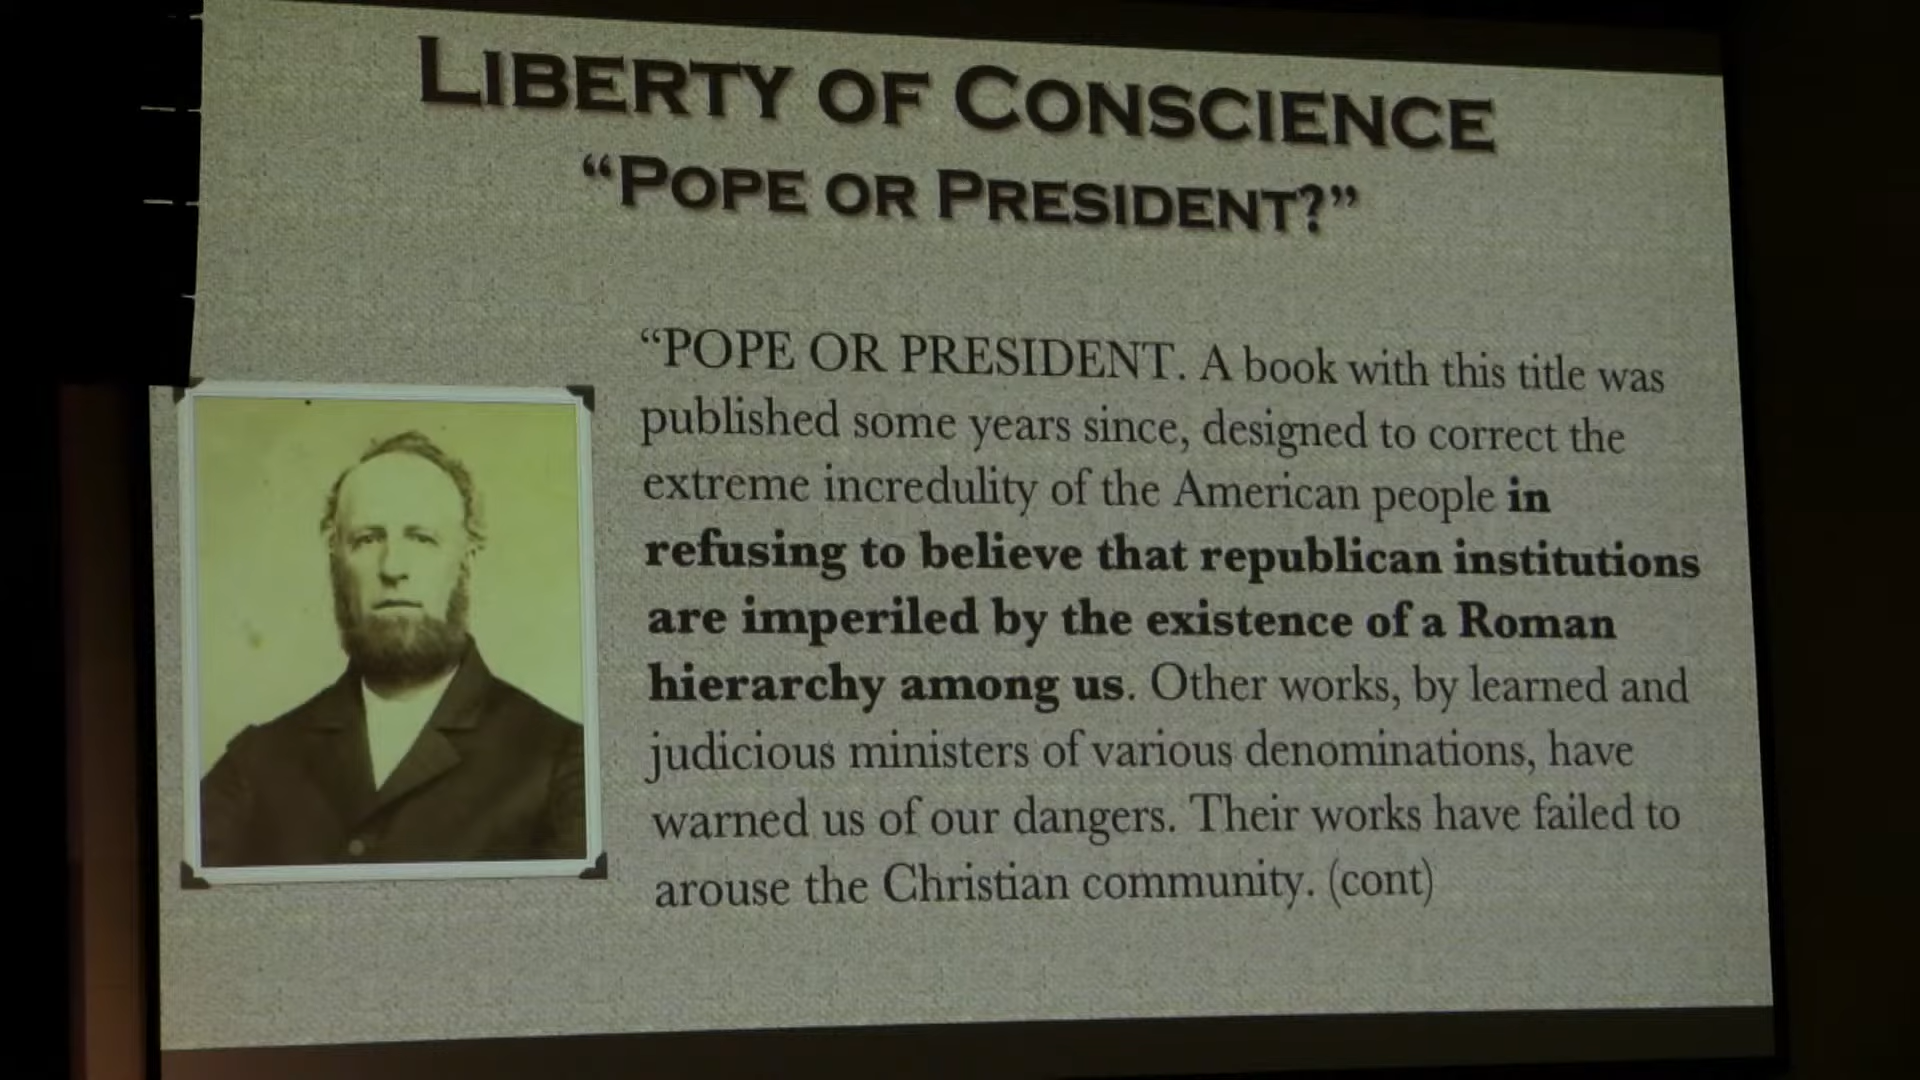 LIBERTY OF CONSCIENCE
“POPE OR PRESIDENT?”
“POPE OR PRESIDENT. A book with this title was
published some years since, designed to correct the
extreme incredulity of the American people in
refusing to believe that republican institutions
are imperiled by the existence of a Roman
hierarchy among us. Other works, by learned and
judicious ministers of various denominations, have
warned us of our dangers. Their works have failed to
arouse the Christian community. (cont)